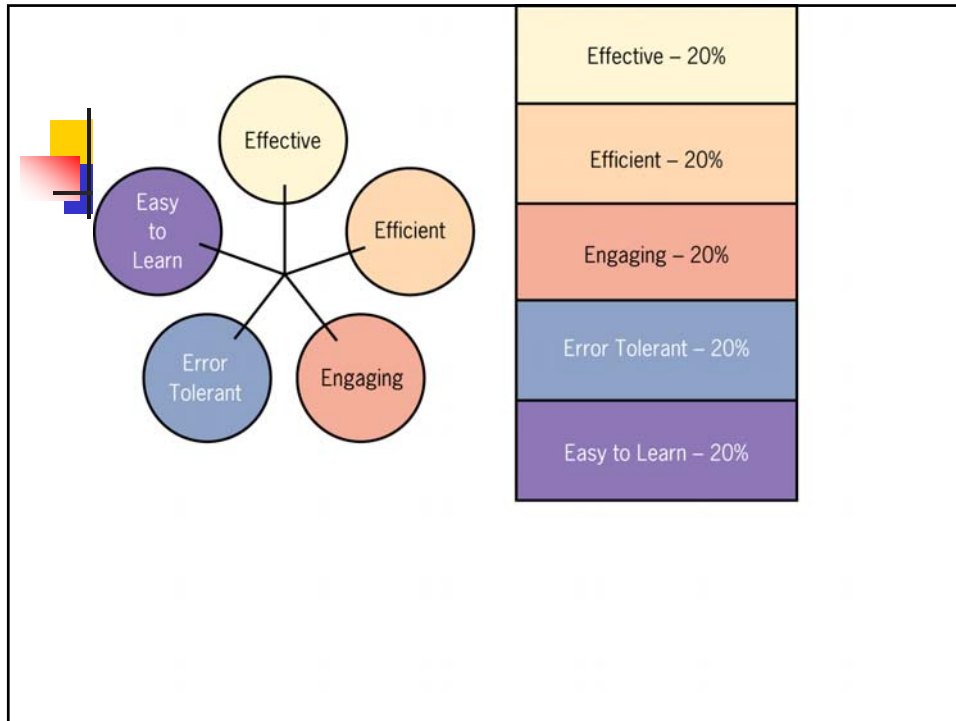 Effective
Easy
to
Learn
Efficient
Error
Tolerant
Engaging
Effective – 20%
Efficient – 20%
Engaging – 20%
Error Tolerant – 20%
Easy to Learn – 20%